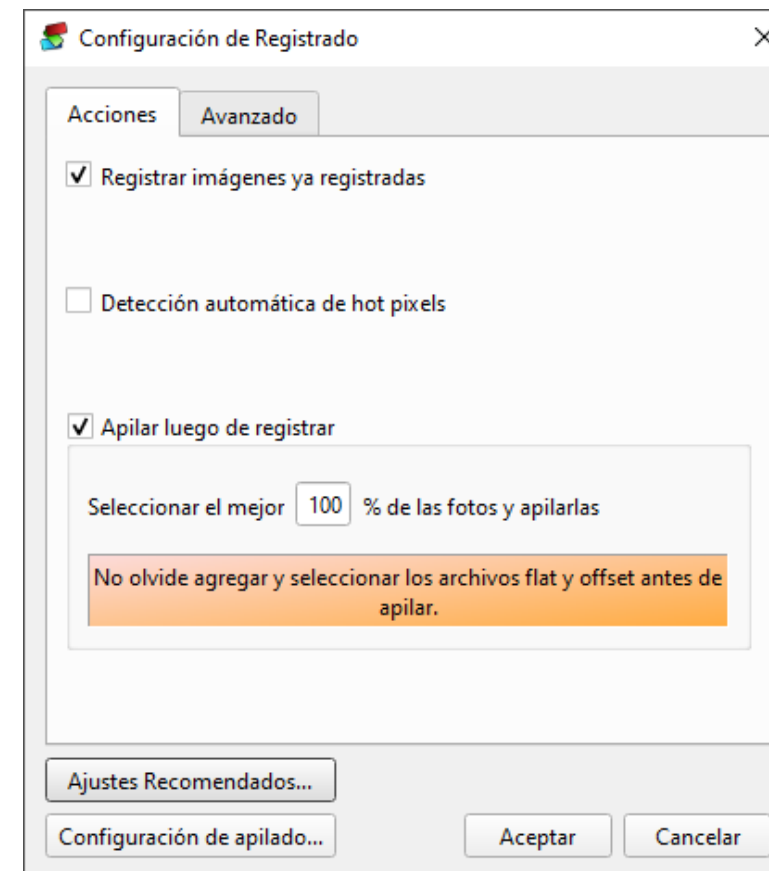 Configuración de Registrado
Acciones
Avanzado
Registrar imágenes ya registradas
Detección automática de hot pixels
Apilar luego de registrar
Seleccionar el mejor 100 % de las fotos y apilarlas
No olvide agregar y seleccionar los archivos flat y offset antes de
apilar.
Ajustes Recomendados...
Configuración de apilado...
Aceptar
Cancelar